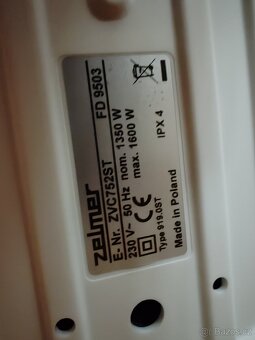 zelmer FD 9503
E- Nr. ZVC752ST
230 V~ 50 Hz nom. 1350 W
max. 1600 W
Type 919.0ST IPX 4
Made in Poland